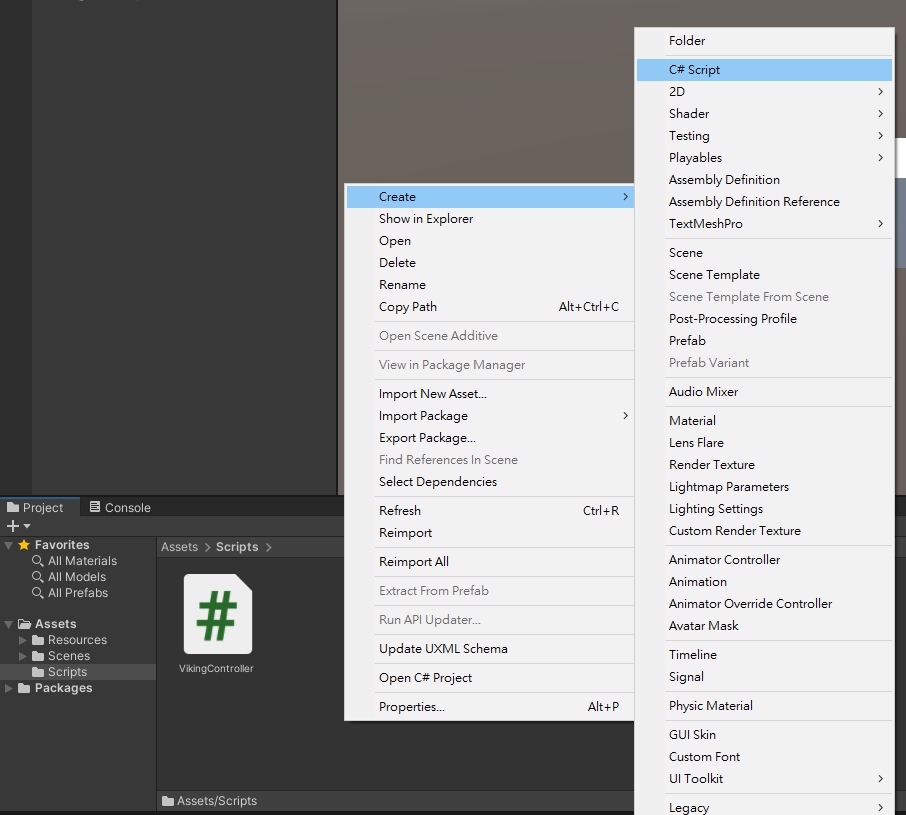 Folder
C# Script
2D
Shader
Testing
Playables
Assembly Definition
Assembly Definition Reference
TextMeshPro
Scene
Scene Template
Scene Template From Scene
Post-Processing Profile
Prefab
Prefab Variant
Audio Mixer
Material
Lens Flare
Render Texture
Lightmap Parameters
Lighting Settings
Custom Render Texture
Animator Controller
Animation
Animator Override Controller
Avatar Mask
Timeline
Signal
Physic Material
GUI Skin
Custom Font
UI Toolkit
Legacy
Create
Show in Explorer
Open
Delete
Rename
Copy Path Alt+Ctrl+C
Open Scene Additive
View in Package Manager
Import New Asset...
Import Package
Export Package...
Find References In Scene
Select Dependencies
Refresh Ctrl+R
Reimport
Reimport All
Extract From Prefab
Run API Updater...
Update UXML Schema
Open C# Project
Properties... Alt+P
Project Console
Favorites
All Materials
All Models
All Prefabs
Assets
Resources
Scenes
Scripts
Packages
Assets > Scripts >
#
VikingController
Assets/Scripts